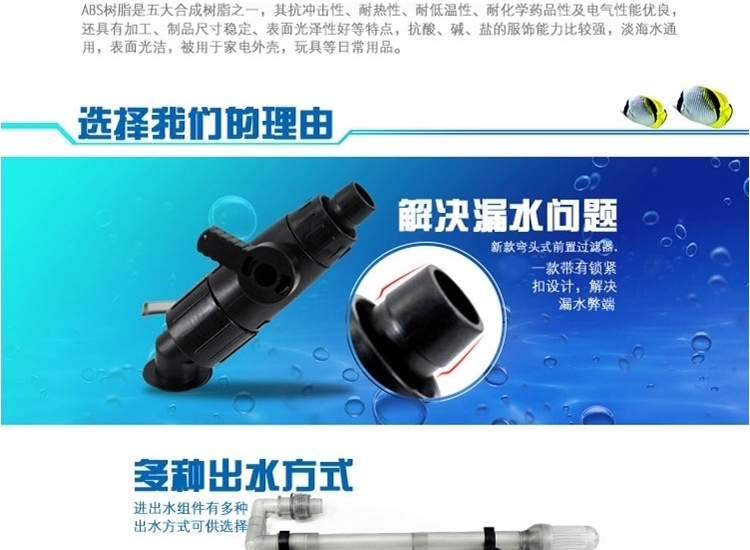 ABS树脂是五大合成树脂之一，其抗冲击性、耐热性、耐低温性、耐化学药品性及电气性能优良，
还具有加工、制品尺寸稳定、表面光泽性好等特点，抗酸、碱、盐的服饰能力比较强，淡海水通
用，表面光洁，被用于家电外壳，玩具等日常用品。
选择我们的理由
解决漏水问题
新款弯头式前置过滤器.
一款带有锁紧
扣设计，解决
漏水弊端
多种出水方式
进出水组件有多种
出水方式可供选择